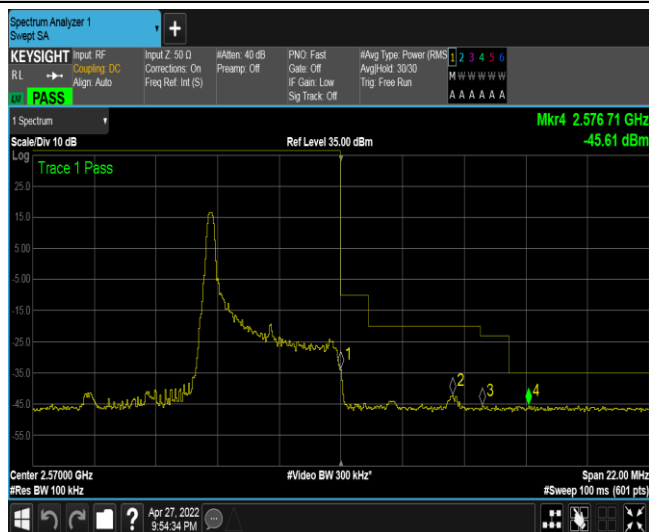 Spectrum Analyzer 1
Swept SA
+
KEYSIGHT Input: RF Input Z: 50 Ω #Atten: 40 dB PNO: Fast #Avg Type: Power (RMS 1 2 3 4 5 6
RL Coupling: DC Corrections: On Preamp: Off Gate: Off Avg|Hold: 30/30 M W W W W W
Align: Auto Freq Ref: Int (S) IF Gain: Low Trig: Free Run
Sig Track: Off A A A A A A
PASS
1 Spectrum Mkr4 2.576 71 GHz
Scale/Div 10 dB Ref Level 35.00 dBm -45.61 dBm
Log
Trace 1 Pass
25.0
15.0
5.00
-5.00
-15.0
-25.0
1
-35.0
2
3 4
-45.0
-55.0
Center 2.57000 GHz #Video BW 300 kHz* Span 22.00 MHz
#Res BW 100 kHz #Sweep 100 ms (601 pts)
? Apr 27, 2022
9:54:34 PM